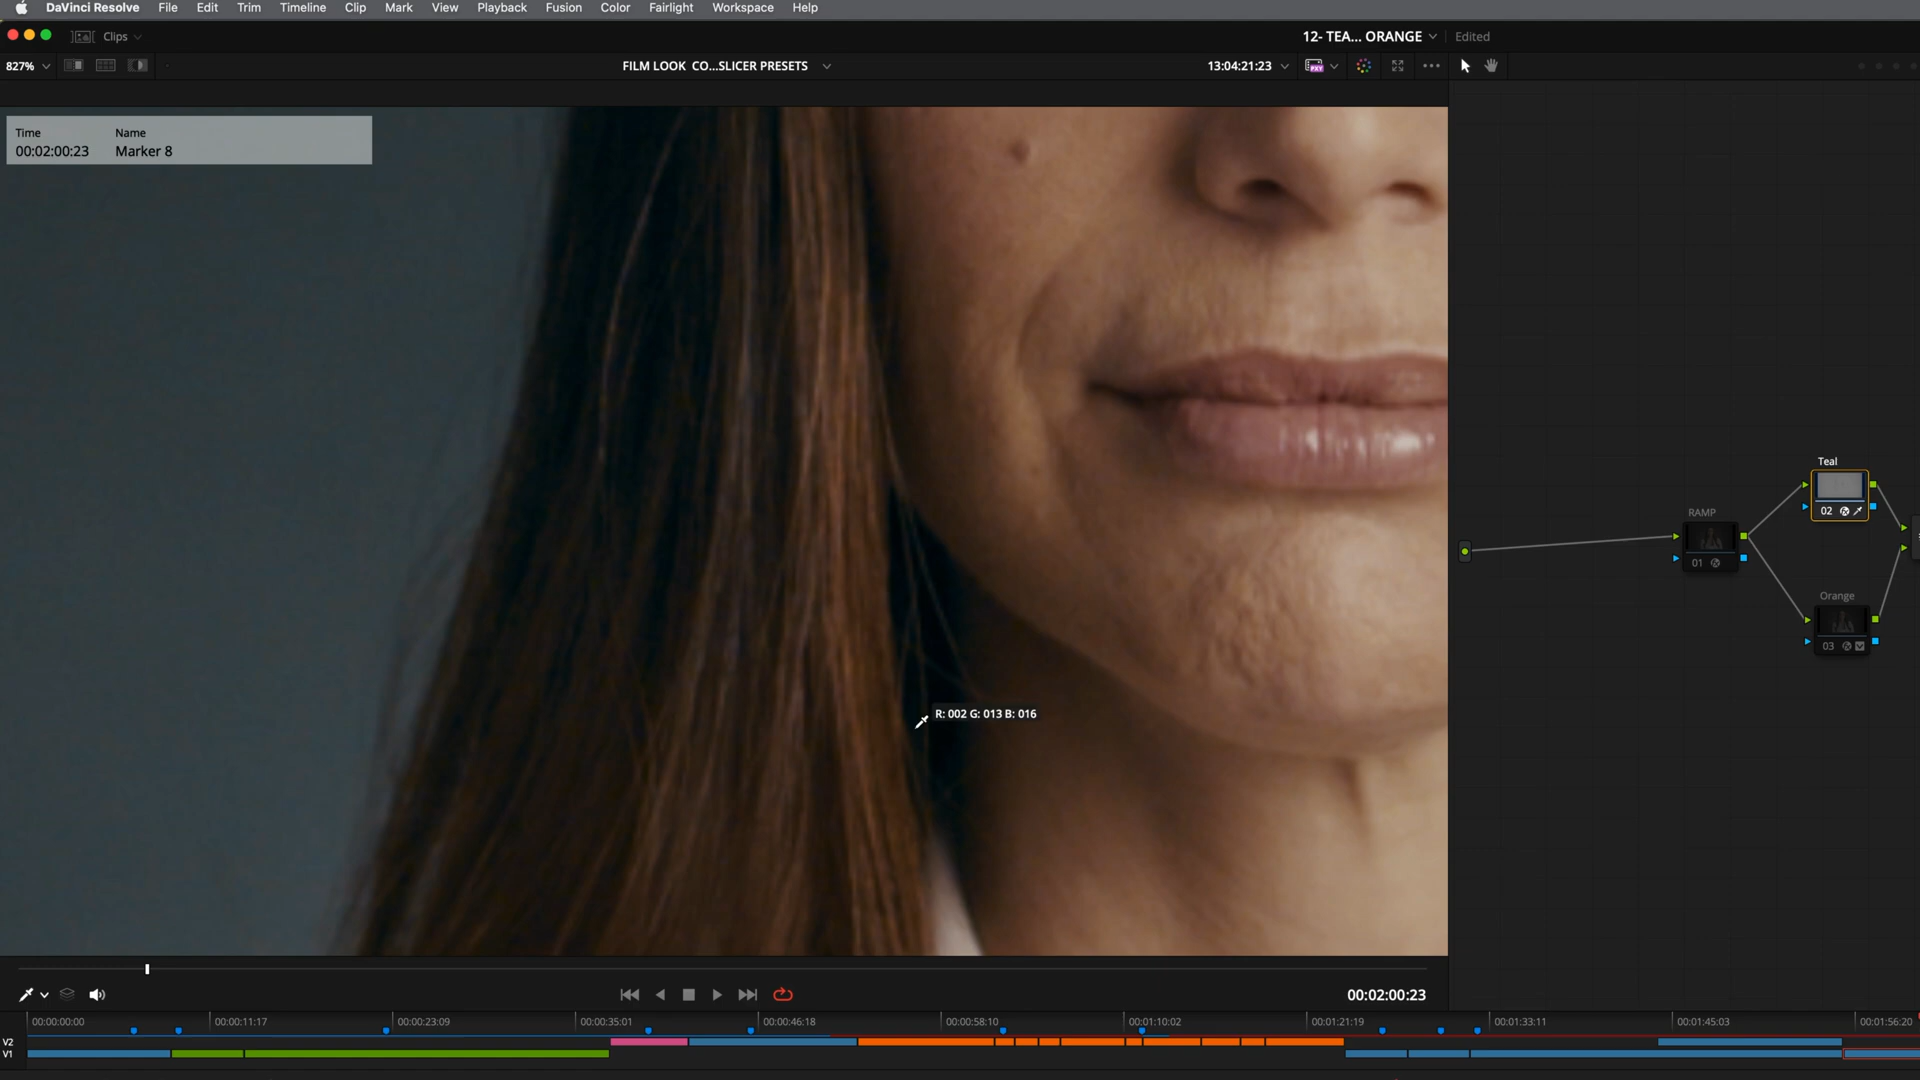 DaVinci Resolve File Edit Trim Timeline Clip Mark View Playback Fusion Color Fairlight Workspace Help
Clips 12- TEA... ORANGE Edited
827% FILM LOOK CO...SLICER PRESETS 13:04:21:23
Time Name
00:02:00:23 Marker 8
Teal
02
RAMP
01
Orange
03
R: 002 G: 013 B: 016
00:02:00:23
00:00:00:00 00:00:11:17 00:00:23:09 00:00:35:01 00:00:46:18 00:00:58:10 00:01:10:02 00:01:21:19 00:01:33:11 00:01:45:03 00:01:56:20
V2
V1